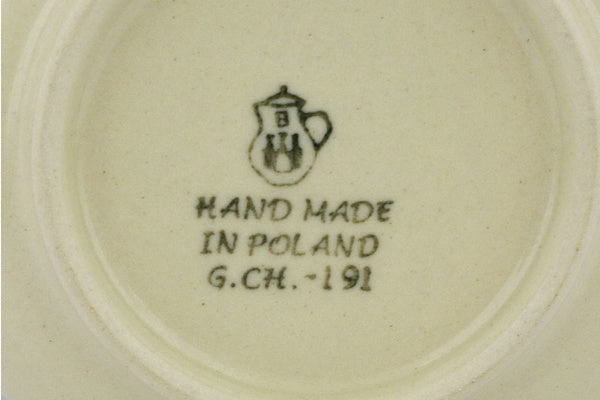 B
HAND MADE
IN POLAND
G.CH.-191